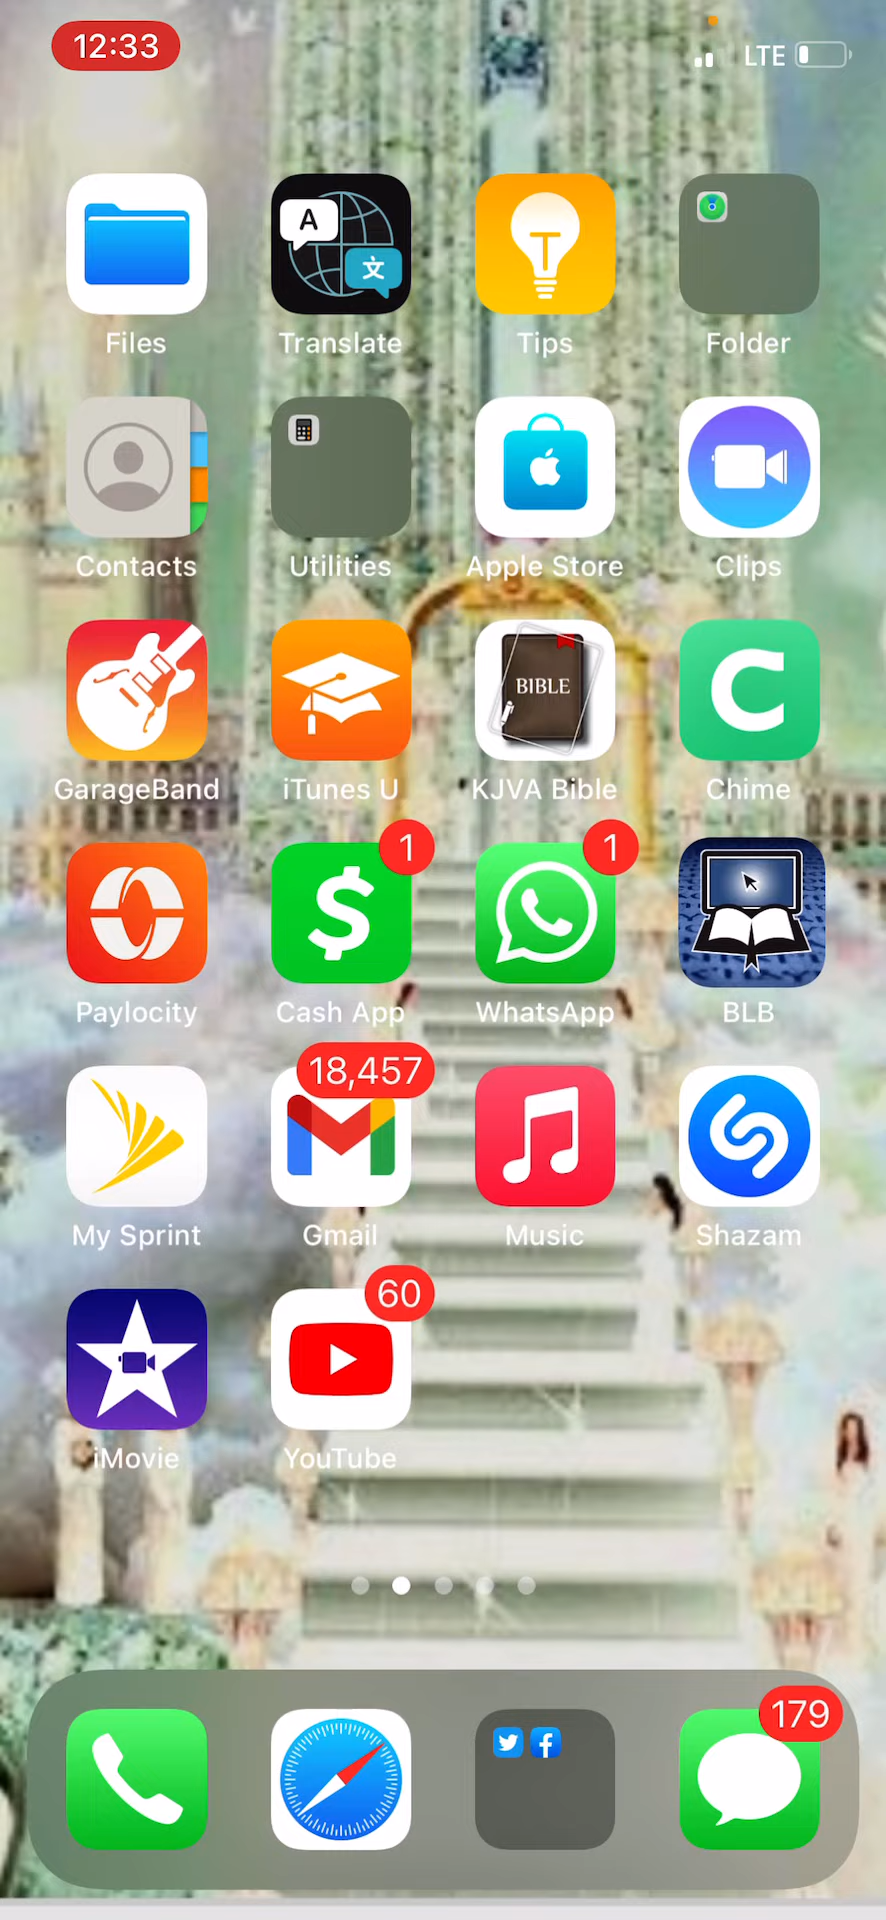 12:33
LTE
A
文
Files
Translate
Tips
Folder
Contacts
Utilities
Apple Store
Clips
BIBLE
GarageBand
iTunes U
KJVA Bible
Chime
1
1
Paylocity
Cash App
WhatsApp
BLB
18,457
My Sprint
Gmail
Music
Shazam
60
iMovie
YouTube
179